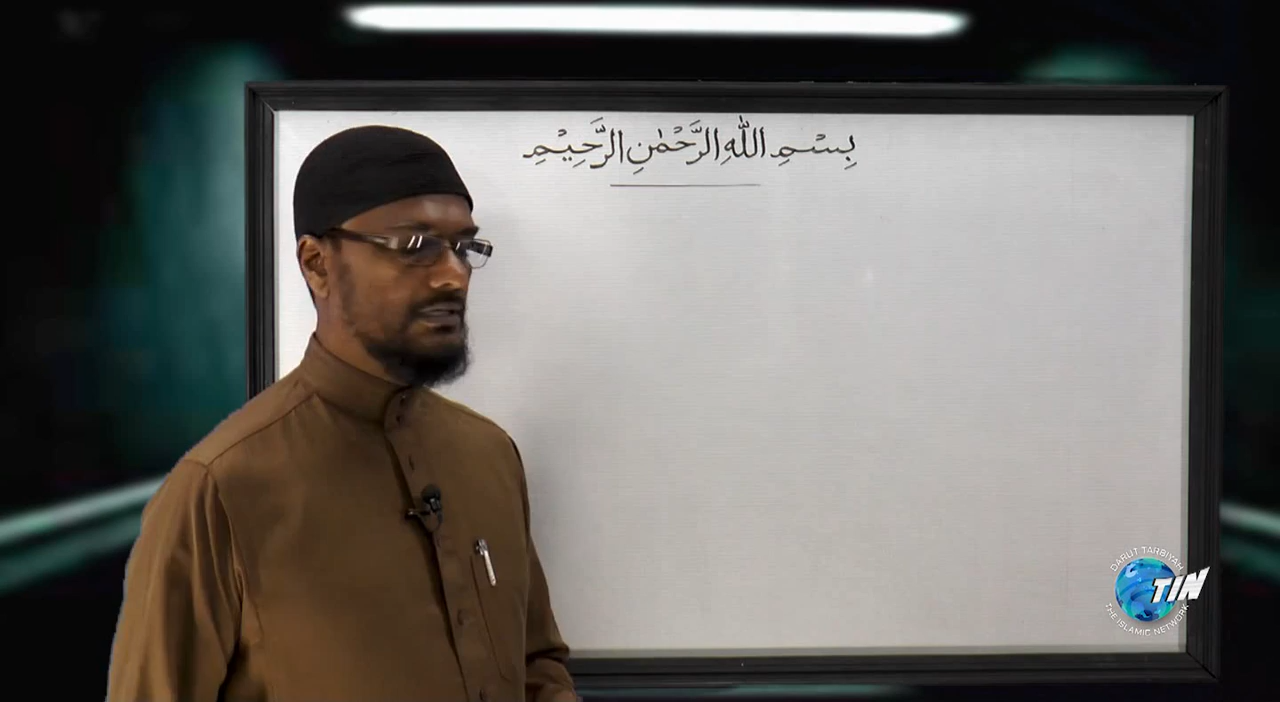 بِسْمِ اللّٰهِ الرَّحْمٰنِ الرَّحِيْمِ
DARUT TARBIYAH
TIN
THE ISLAMIC NETWORK